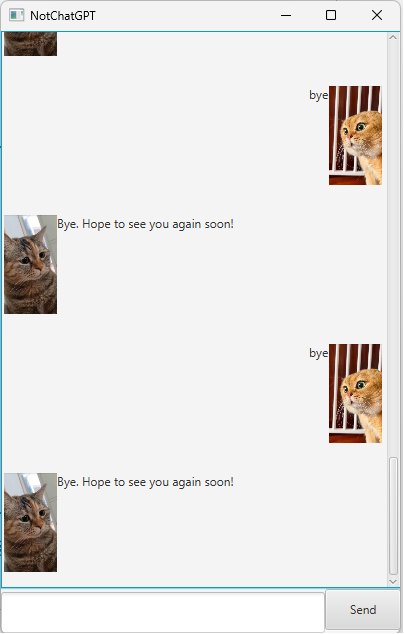 NotChatGPT
bye
Bye. Hope to see you again soon!
bye
Bye. Hope to see you again soon!
Send